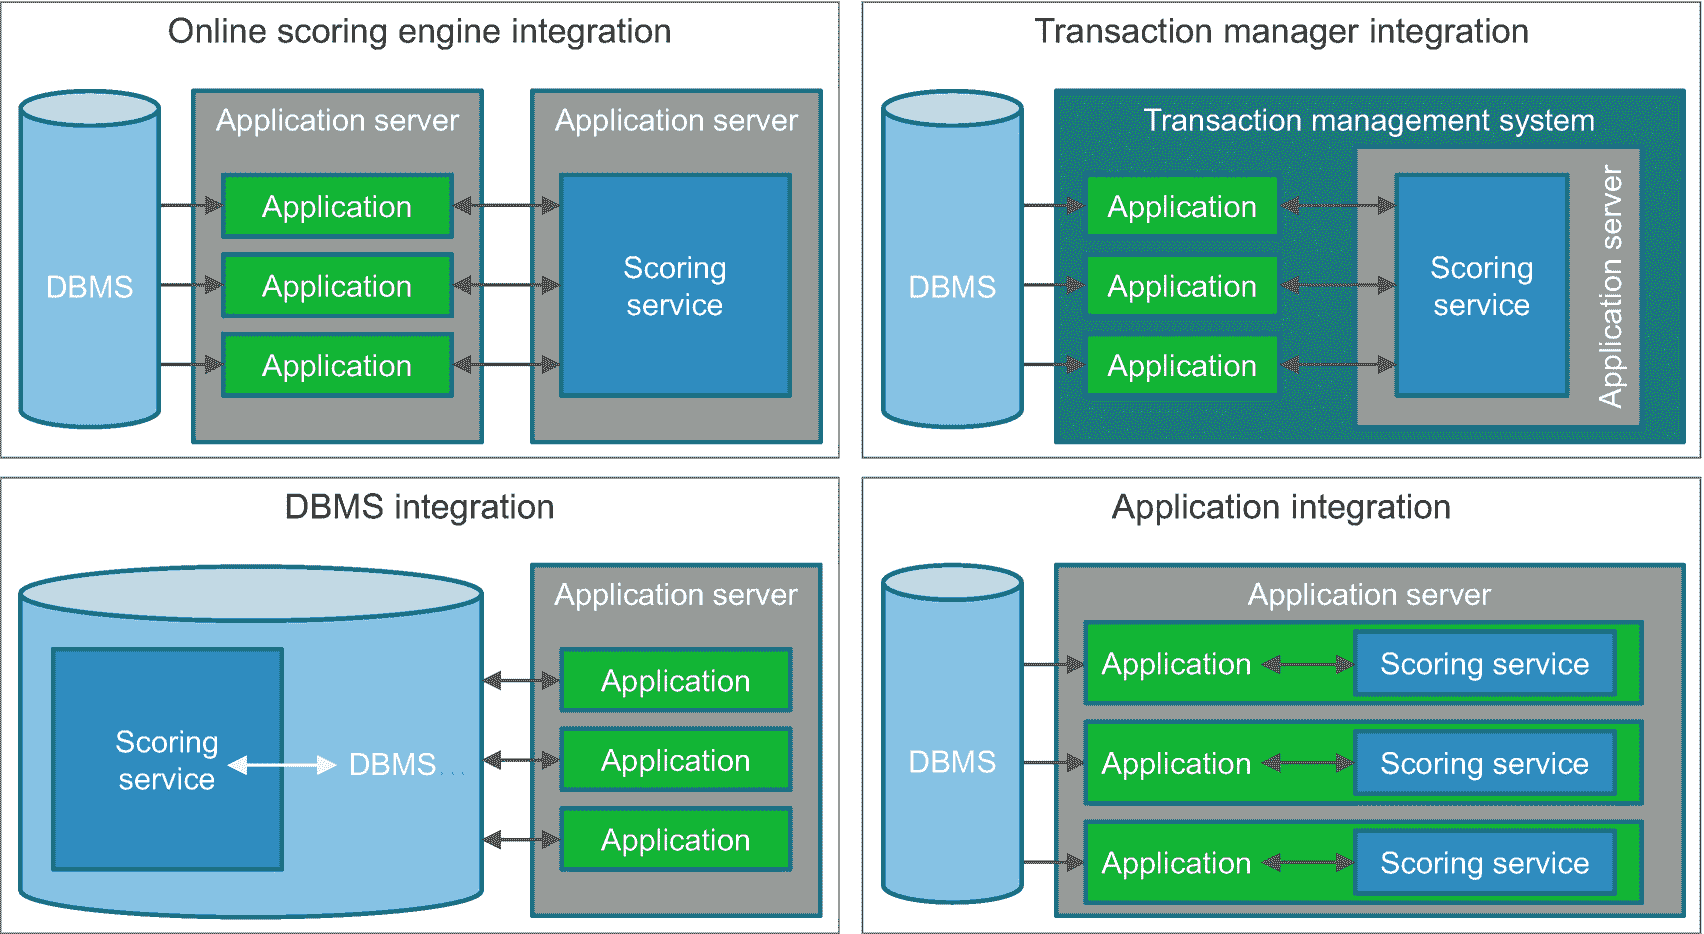 Online scoring engine integration
DBMS
Application server
Application
Application
Application
Application server
Scoring
service
Transaction manager integration
DBMS
Transaction management system
Application
Application
Application
Scoring
service
Application server
DBMS integration
Scoring
service
DBMS...
Application server
Application
Application
Application
Application integration
DBMS
Application server
Application
Scoring service
Application
Scoring service
Application
Scoring service